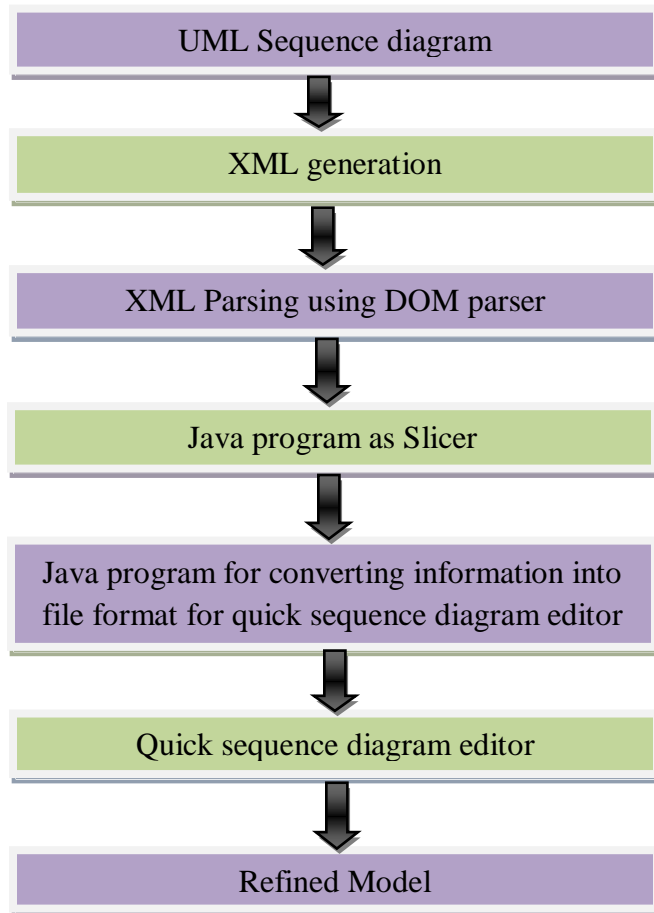 UML Sequence diagram
XML generation
XML Parsing using DOM parser
Java program as Slicer
Java program for converting information into
file format for quick sequence diagram editor
Quick sequence diagram editor
Refined Model